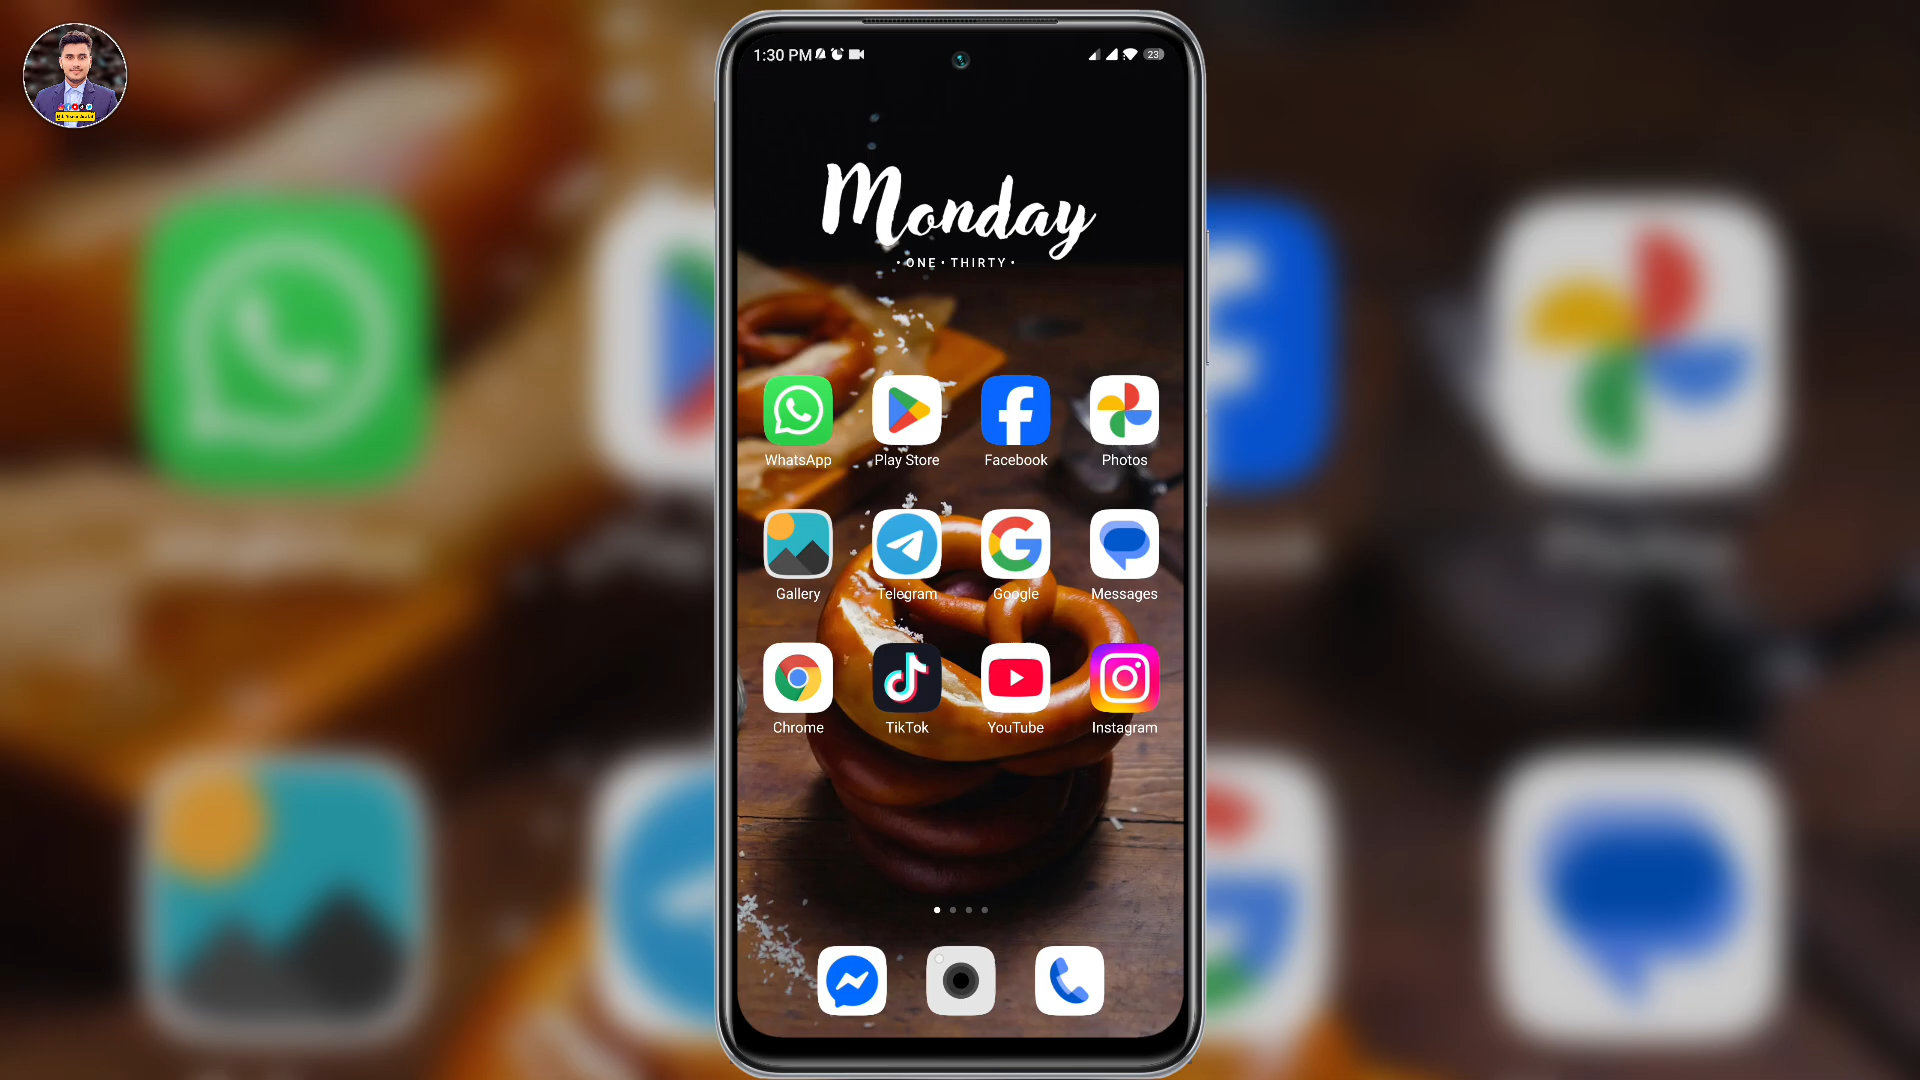 1:30 PM
23
Monday
• ONE • THIRTY •
WhatsApp
Play Store
Facebook
Photos
Gallery
Telegram
Google
Messages
Chrome
TikTok
YouTube
Instagram